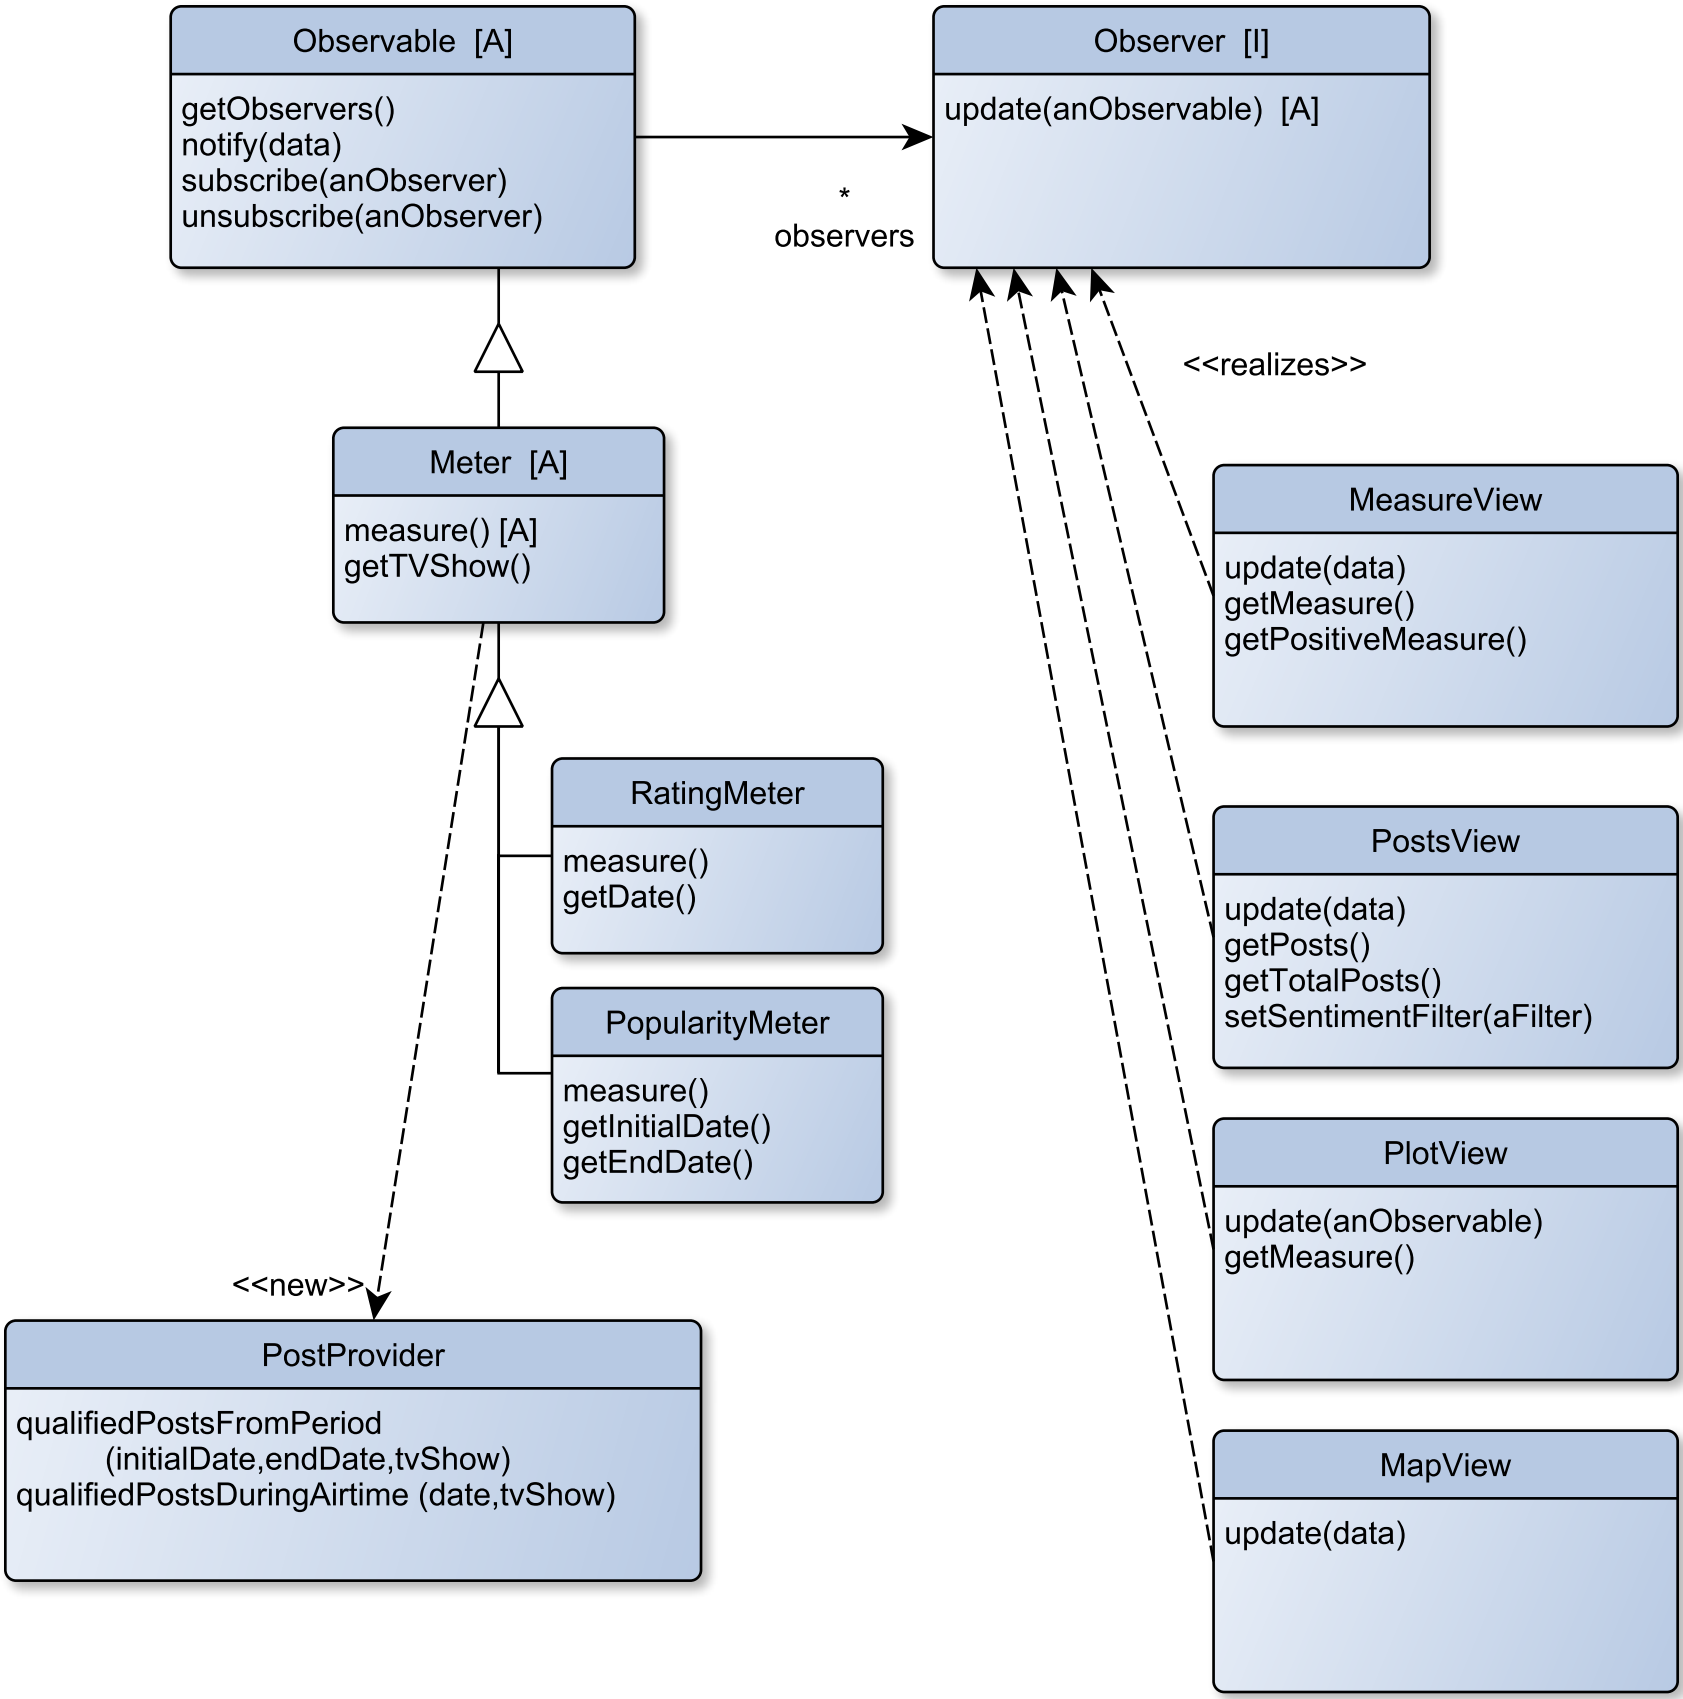 Observable [A]
getObservers()
notify(data)
subscribe(anObserver)
unsubscribe(anObserver)
*
observers
Observer [I]
update(anObservable) [A]
<<realizes>>
Meter [A]
measure() [A]
getTVShow()
RatingMeter
measure()
getDate()
PopularityMeter
measure()
getInitialDate()
getEndDate()
<<new>>
PostProvider
qualifiedPostsFromPeriod
(initialDate,endDate,tvShow)
qualifiedPostsDuringAirtime (date,tvShow)
MeasureView
update(data)
getMeasure()
getPositiveMeasure()
PostsView
update(data)
getPosts()
getTotalPosts()
setSentimentFilter(aFilter)
PlotView
update(anObservable)
getMeasure()
MapView
update(data)